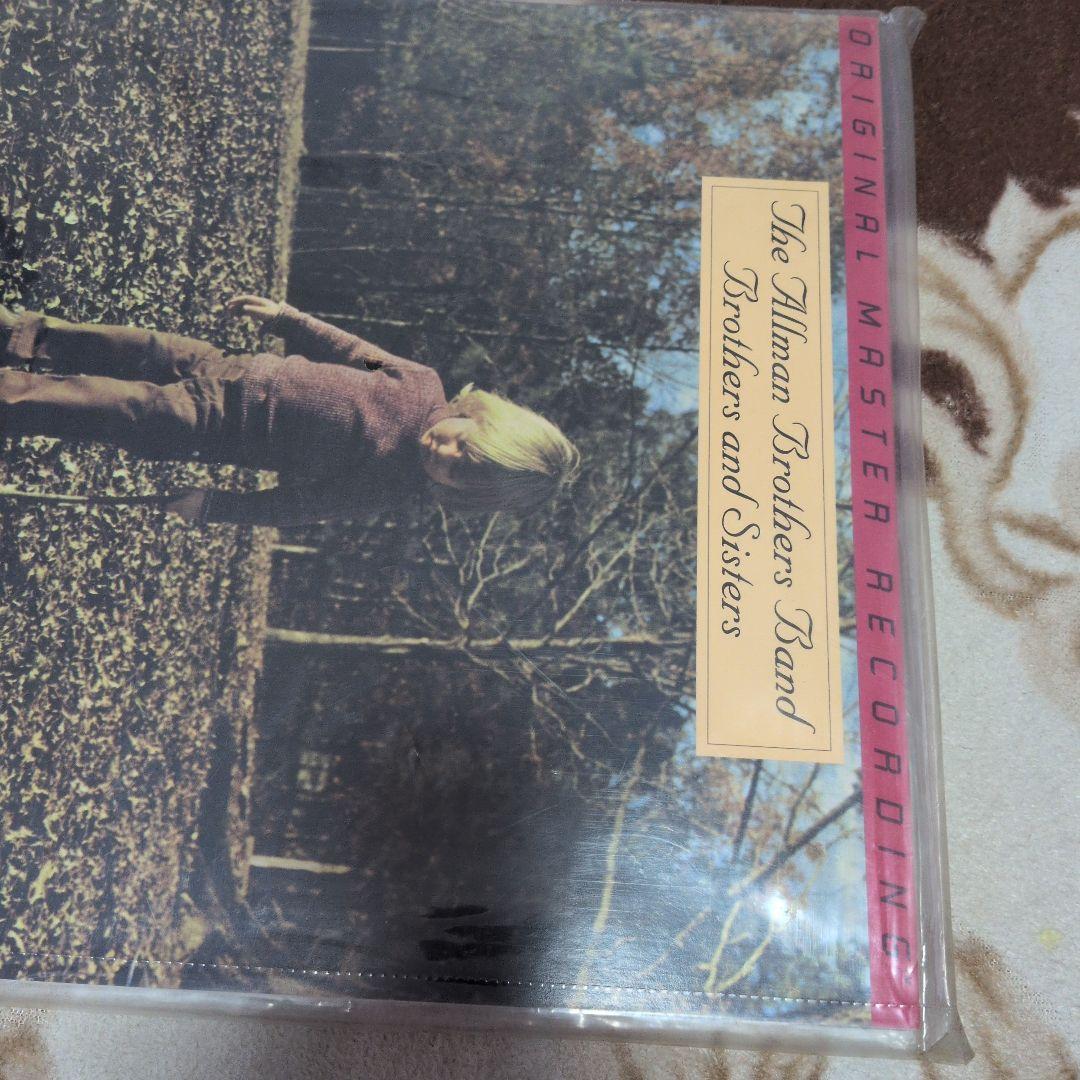 ORIGINAL MASTER RECORDING
The Allman Brothers Band
Brothers and Sisters